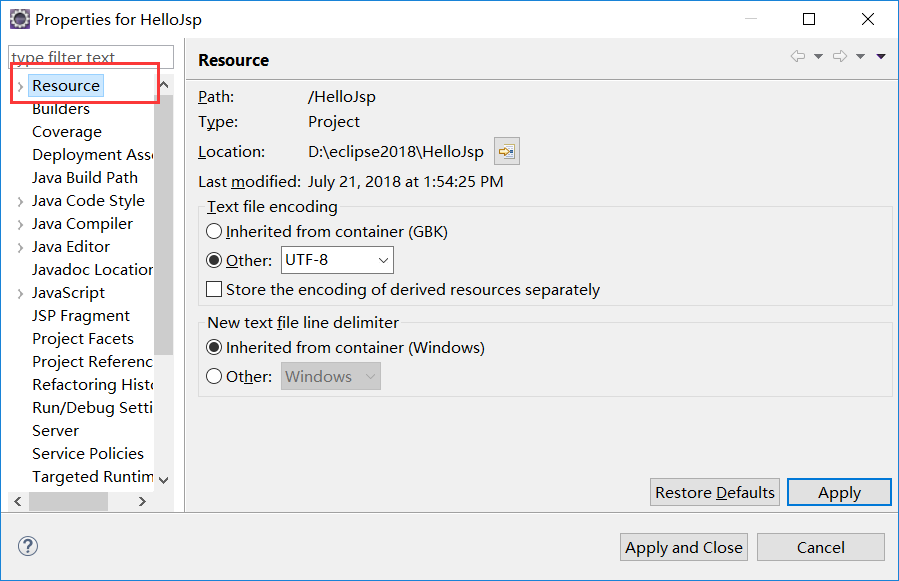 Properties for HelloJsp
type filter text
Resource
Builders
Coverage
Deployment Asse
Java Build Path
Java Code Style
Java Compiler
Java Editor
Javadoc Location
JavaScript
JSP Fragment
Project Facets
Project Referenc
Refactoring Histo
Run/Debug Setti
Server
Service Policies
Targeted Runtim
Resource
Path: /HelloJsp
Type: Project
Location: D:\eclipse2018\HelloJsp
Last modified: July 21, 2018 at 1:54:25 PM
Text file encoding
Inherited from container (GBK)
Other: UTF-8
Store the encoding of derived resources separately
New text file line delimiter
Inherited from container (Windows)
Other: Windows
Restore Defaults Apply
? Apply and Close Cancel